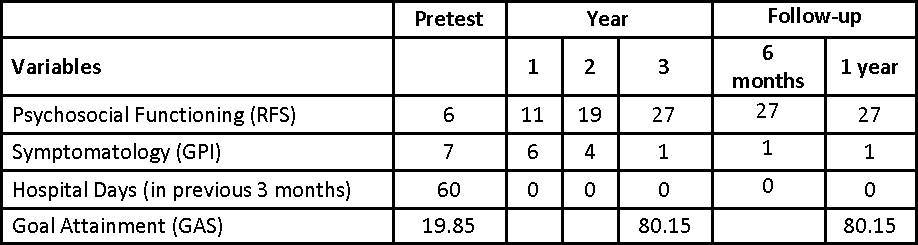 Pretest Year Follow-up
Variables 1 2 3 6 months 1 year
Psychosocial Functioning (RFS) 6 11 19 27 27 27
Symptomatology (GPI) 7 6 4 1 1 1
Hospital Days (in previous 3 months) 60 0 0 0 0 0
Goal Attainment (GAS) 19.85 80.15 80.15